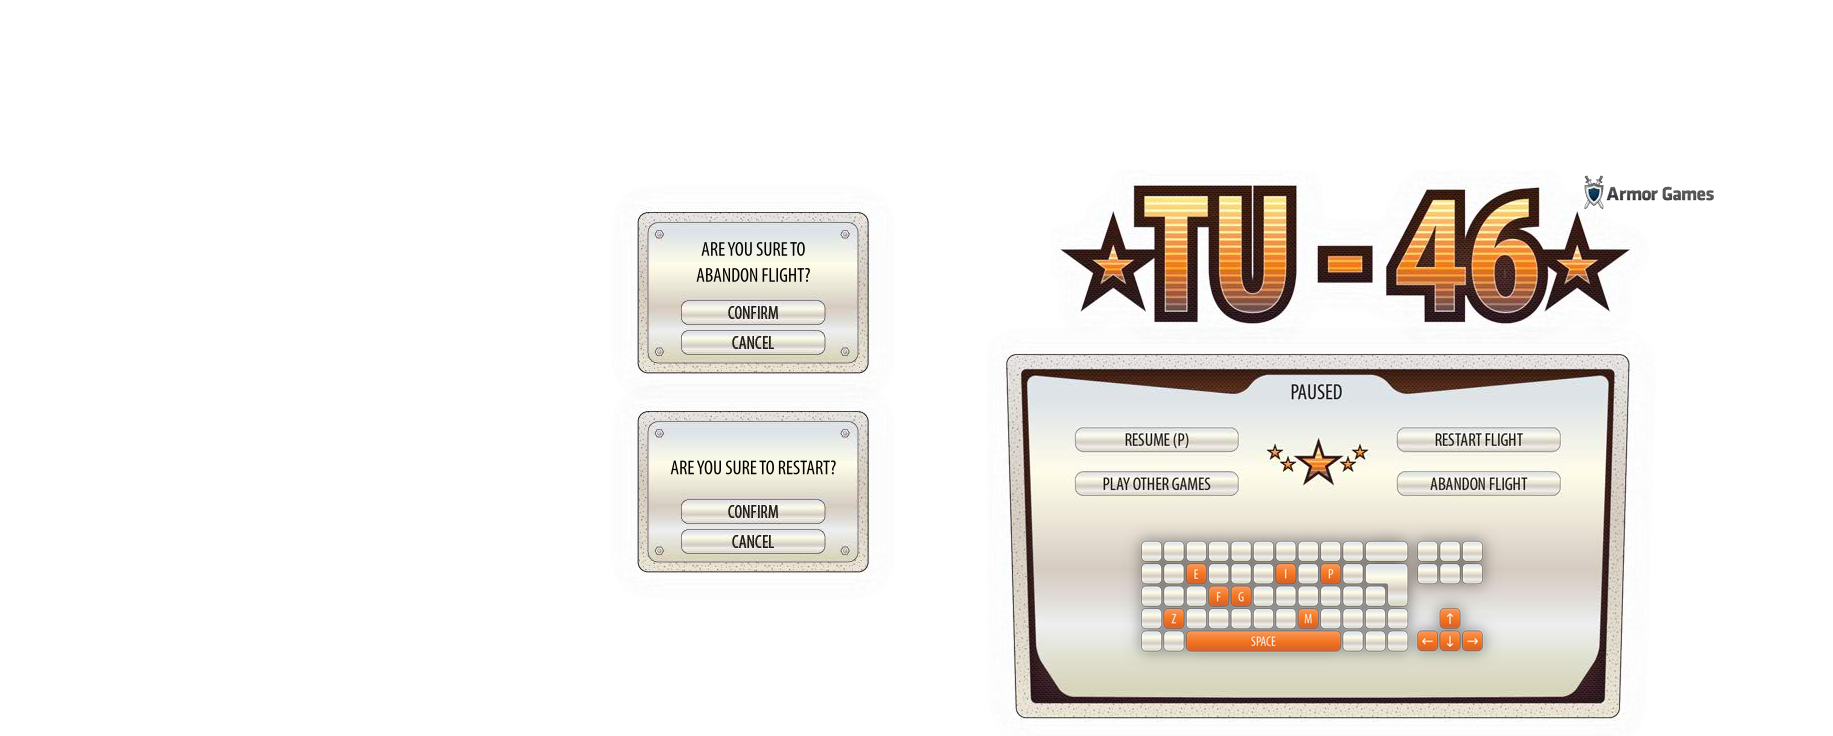 ARE YOU SURE TO
ABANDON FLIGHT?
CONFIRM
CANCEL
ARE YOU SURE TO RESTART?
CONFIRM
CANCEL
Armor Games
TU - 46
PAUSED
RESUME (P)
RESTART FLIGHT
PLAY OTHER GAMES
ABANDON FLIGHT
E I P
F G
Z M
↑
SPACE ← ↓ →